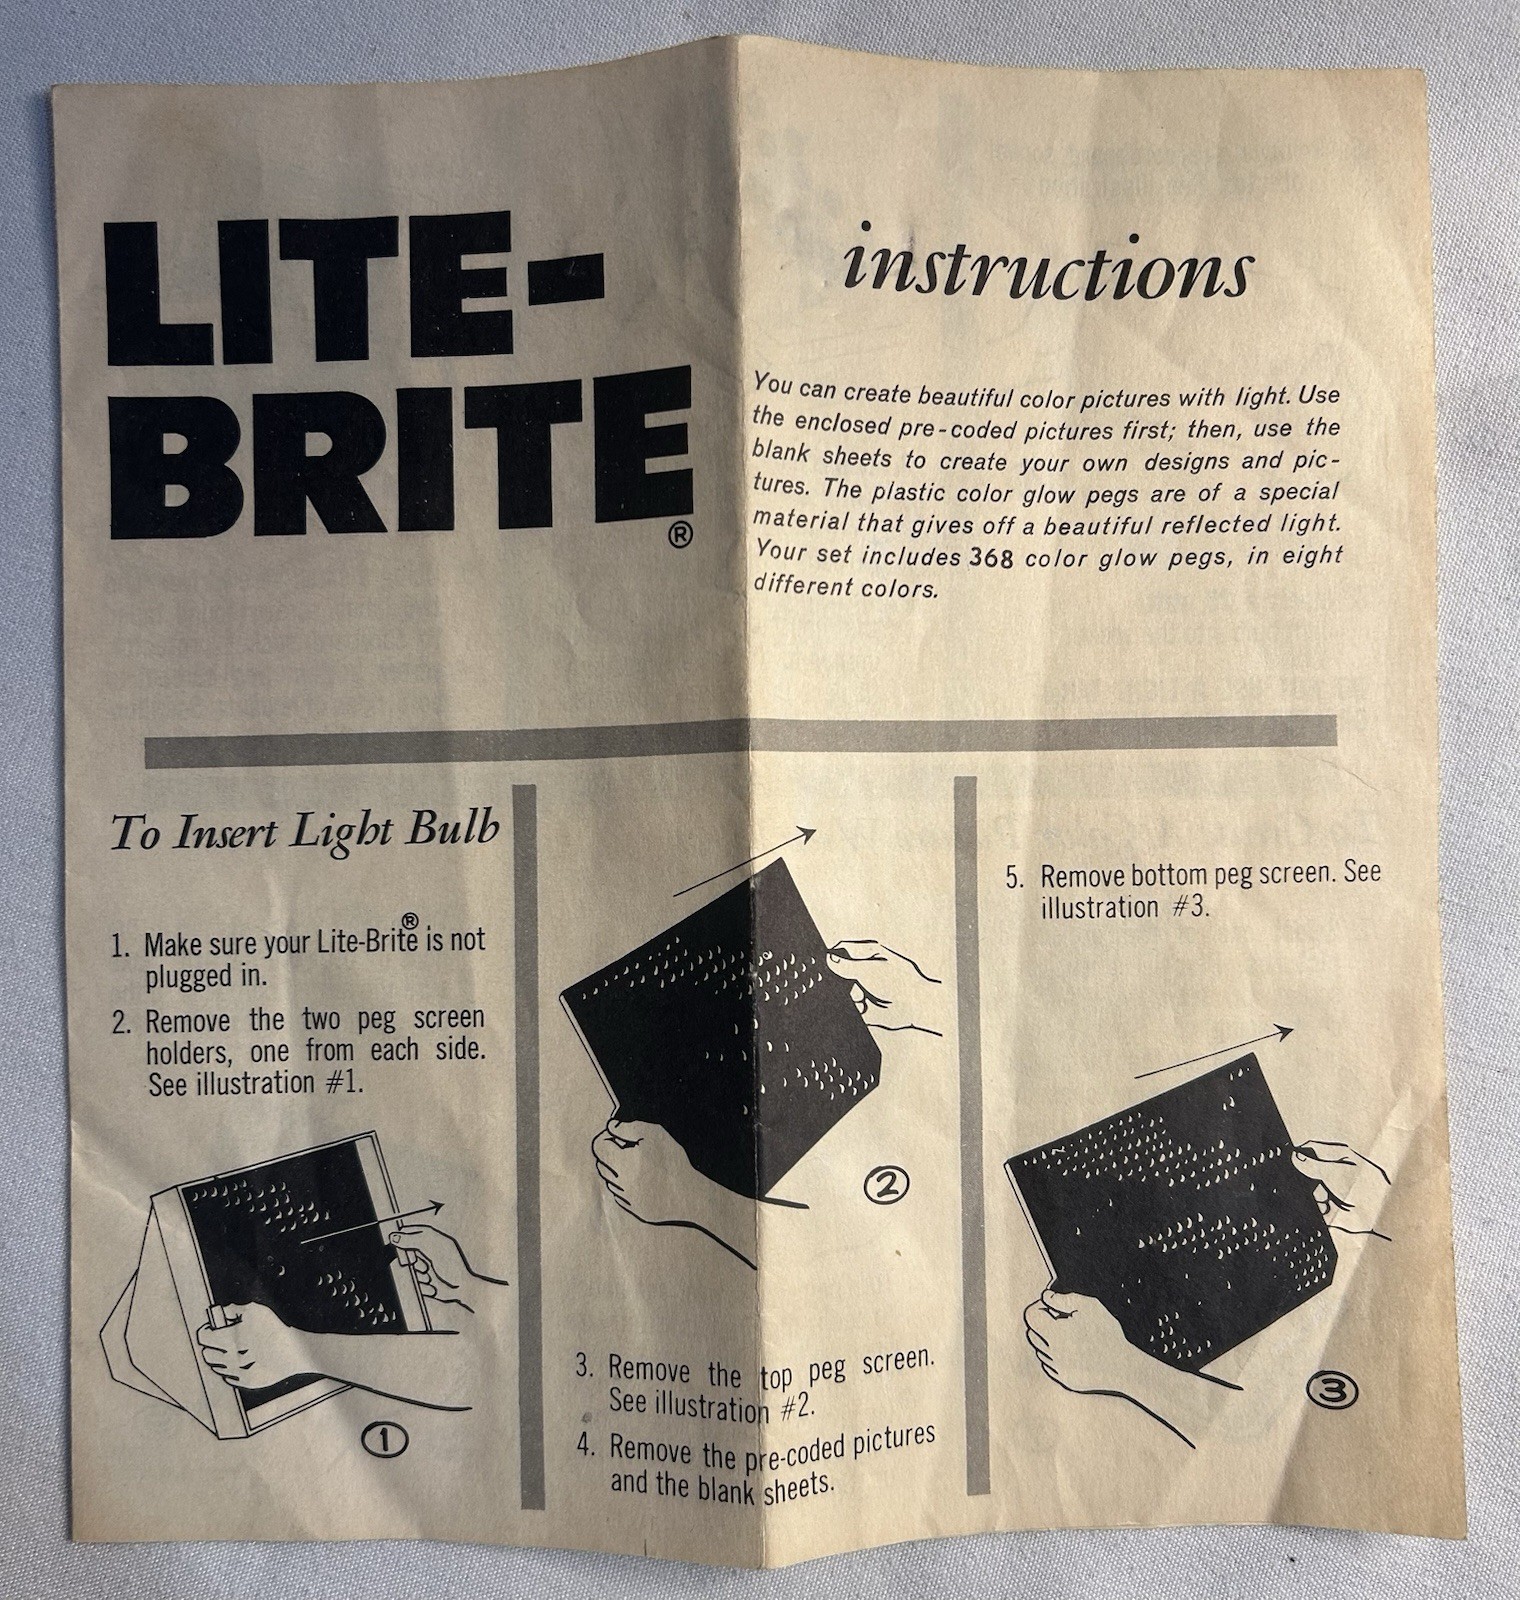 LITE-
BRITE®
instructions
You can create beautiful color pictures with light. Use
the enclosed pre-coded pictures first; then, use the
blank sheets to create your own designs and pic-
tures. The plastic color glow pegs are of a special
material that gives off a beautiful reflected light.
Your set includes 368 color glow pegs, in eight
different colors.
To Insert Light Bulb
1. Make sure your Lite-Brite® is not
plugged in.
2. Remove the two peg screen
holders, one from each side.
See illustration #1.
1
2
3. Remove the top peg screen.
See illustration #2.
4. Remove the pre-coded pictures
and the blank sheets.
5. Remove bottom peg screen. See
illustration #3.
3